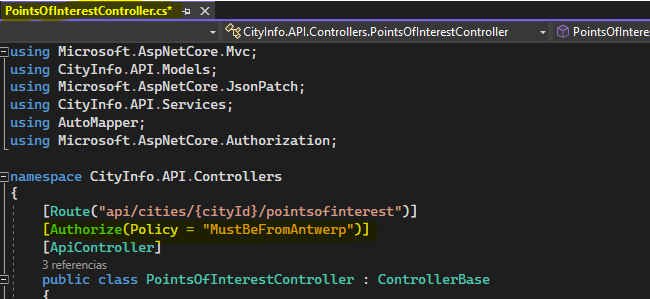 PointsOfInterestController.cs*
CityInfo.API.Controllers.PointsOfInterestController
PointsOfIntere
using Microsoft.AspNetCore.Mvc;
using CityInfo.API.Models;
using Microsoft.AspNetCore.JsonPatch;
using CityInfo.API.Services;
using AutoMapper;
using Microsoft.AspNetCore.Authorization;
namespace CityInfo.API.Controllers
{
[Route("api/cities/{cityId}/pointsofinterest")]
[Authorize(Policy = "MustBeFromAntwerp")]
[ApiController]
3 referencias
public class PointsOfInterestController : ControllerBase
{